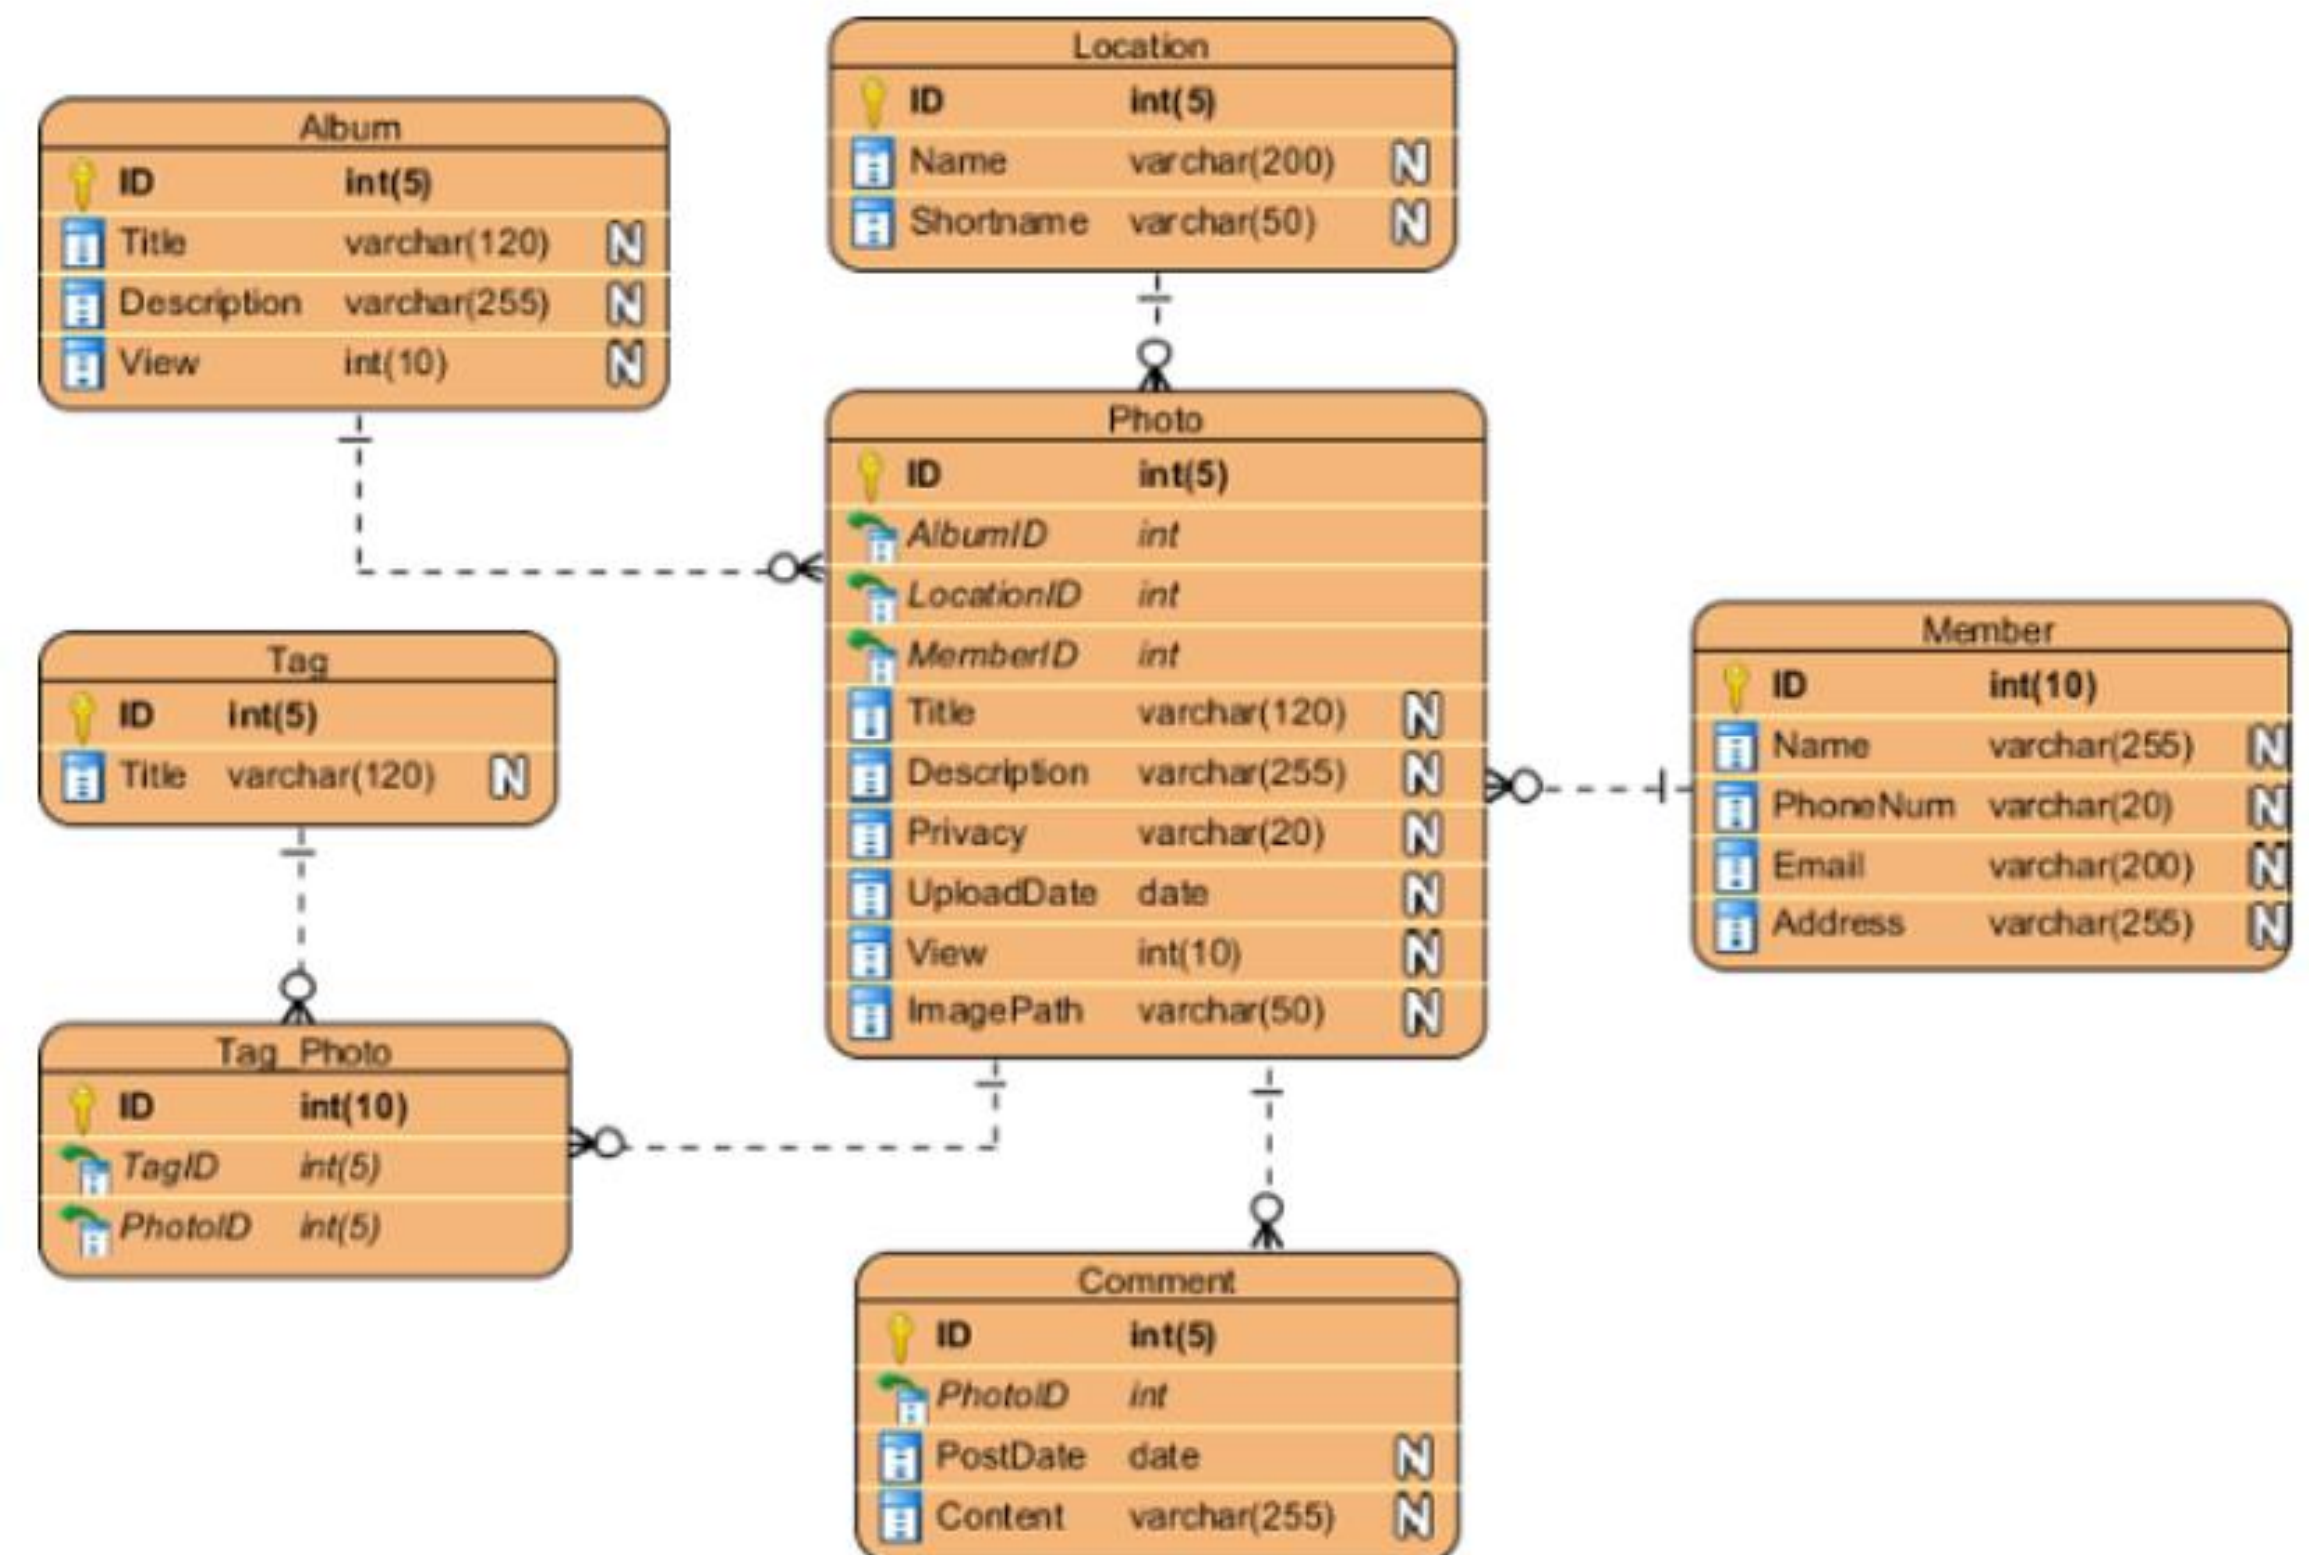 Location
ID int(5)
Name varchar(200) N
Shortname varchar(50) N
Album
ID int(5)
Title varchar(120) N
Description varchar(255) N
View int(10) N
Photo
ID int(5)
AlbumID int
LocationID int
MemberID int
Title varchar(120) N
Description varchar(255) N
Privacy varchar(20) N
UploadDate date N
View int(10) N
ImagePath varchar(50) N
Member
ID int(10)
Name varchar(255) N
PhoneNum varchar(20) N
Email varchar(200) N
Address varchar(255) N
Tag
ID int(5)
Title varchar(120) N
Tag_Photo
ID int(10)
TagID int(5)
PhotoID int(5)
Comment
ID int(5)
PhotoID int
PostDate date N
Content varchar(255) N